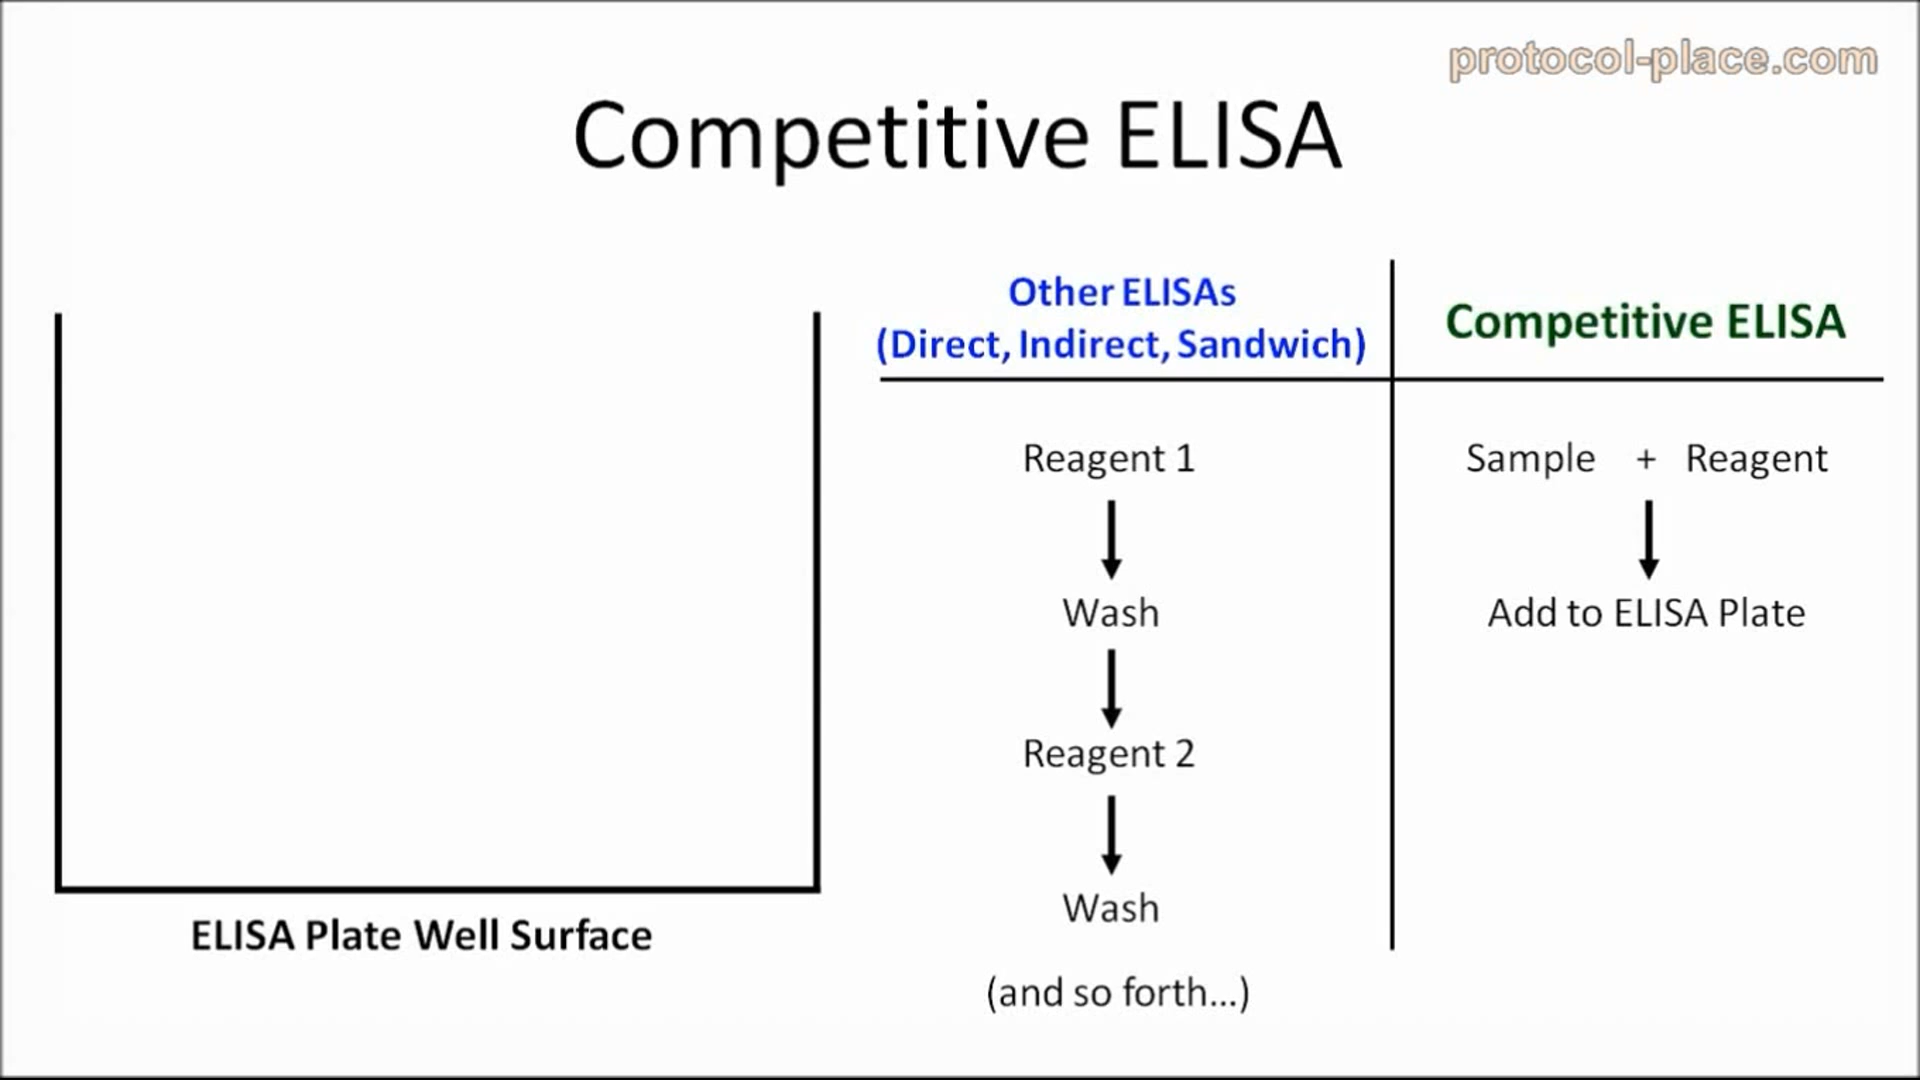 protocol-place.com
Competitive ELISA
Other ELISAs
(Direct, Indirect, Sandwich)
Competitive ELISA
Reagent 1
Wash
Reagent 2
Wash
(and so forth...)
Sample + Reagent
Add to ELISA Plate
ELISA Plate Well Surface